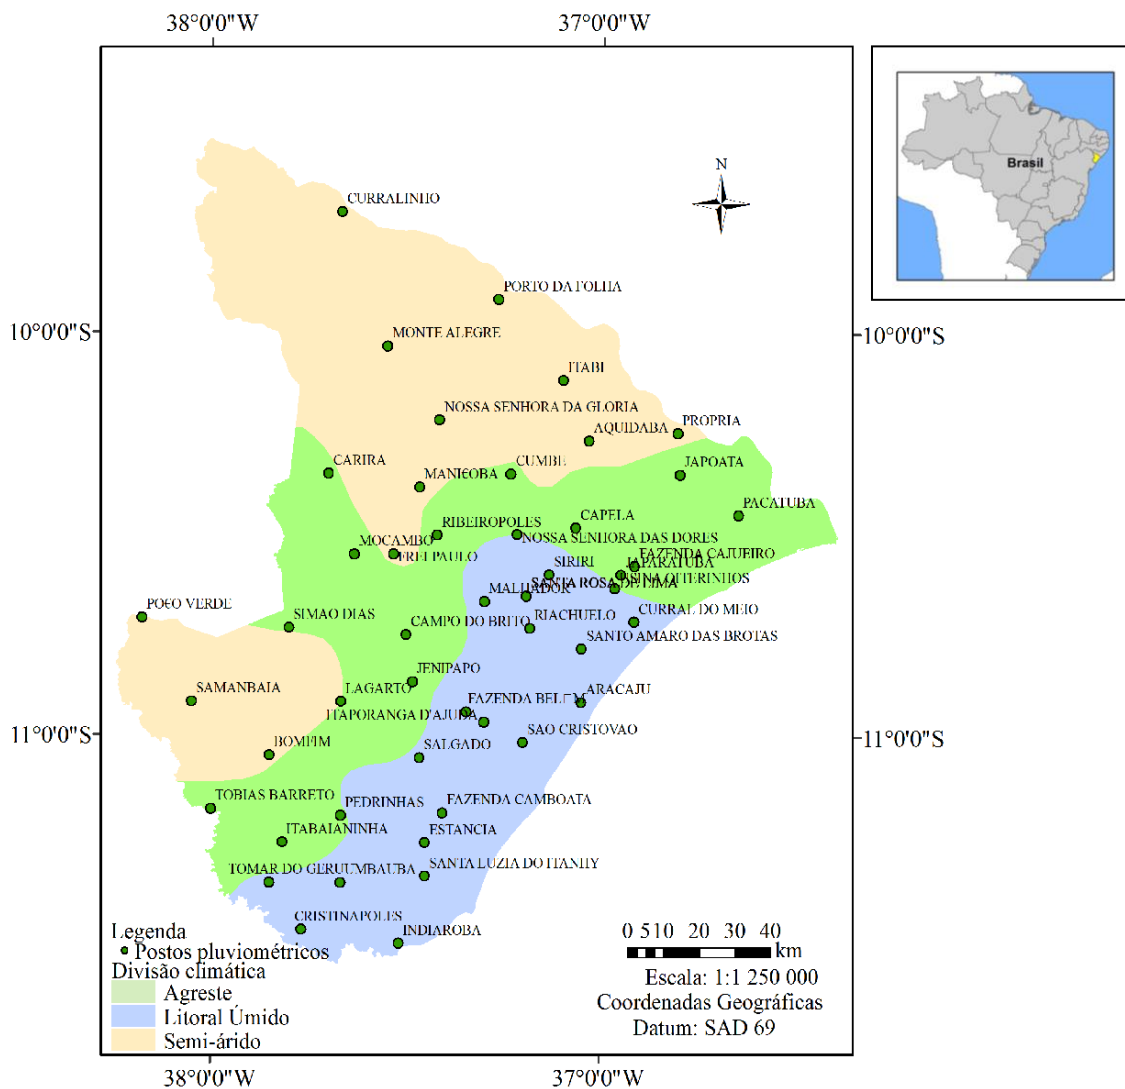 38°0'0"W
37°0'0"W
Brasil
N
CURRALINHO
PORTO DA FOLHA
10°0'0"S
10°0'0"S
MONTE ALEGRE
ITABI
NOSSA SENHORA DA GLORIA
AQUIDABA
PROPRIA
CARIRA
MANI€OBA
CUMBE
JAPOATA
PACATUBA
RIBEIROPOLES
CAPELA
NOSSA SENHORA DAS DORES
MOCAMBO
FREI PAULO
FAZENDA CAJUEIRO
SIRIRI
JAPARATUBA
MALHADOR
SANTA ROSA DE LIMA
PO€O VERDE
SIMAO DIAS
CAMPO DO BRITO
RIACHUELO
CURRAL DO MEIO
SANTO AMARO DAS BROTAS
JENIPAPO
SAMANBAIA
LAGARTO
FAZENDA BELEM
ARACAJU
ITAPORANGA D'AJUDA
SAO CRISTOVAO
11°0'0"S
11°0'0"S
BOMFIM
SALGADO
TOBIAS BARRETO
PEDRINHAS
FAZENDA CAMBOATA
ITABAIANINHA
ESTANCIA
TOMAR DO GERUUMBAUBA
SANTA LUZIA DO ITANHY
CRISTINAPOLES
INDIAROBA
Legenda
Postos pluviométricos
Divisão climática
Agreste
Litoral Úmido
Semi-árido
0 5 10 20 30 40
km
Escala: 1:1 250 000
Coordenadas Geográficas
Datum: SAD 69
38°0'0"W
37°0'0"W